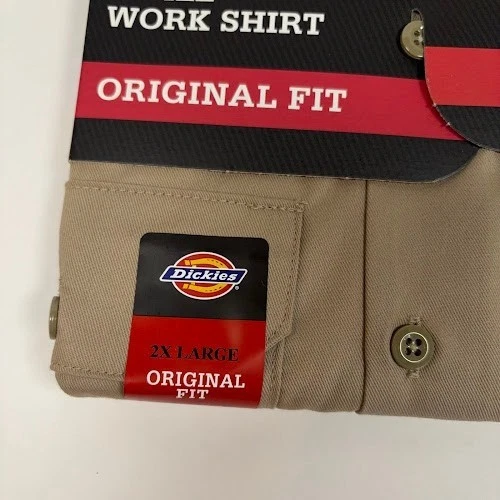 WORK SHIRT
ORIGINAL FIT
Dickies
2X-LARGE
ORIGINAL
FIT